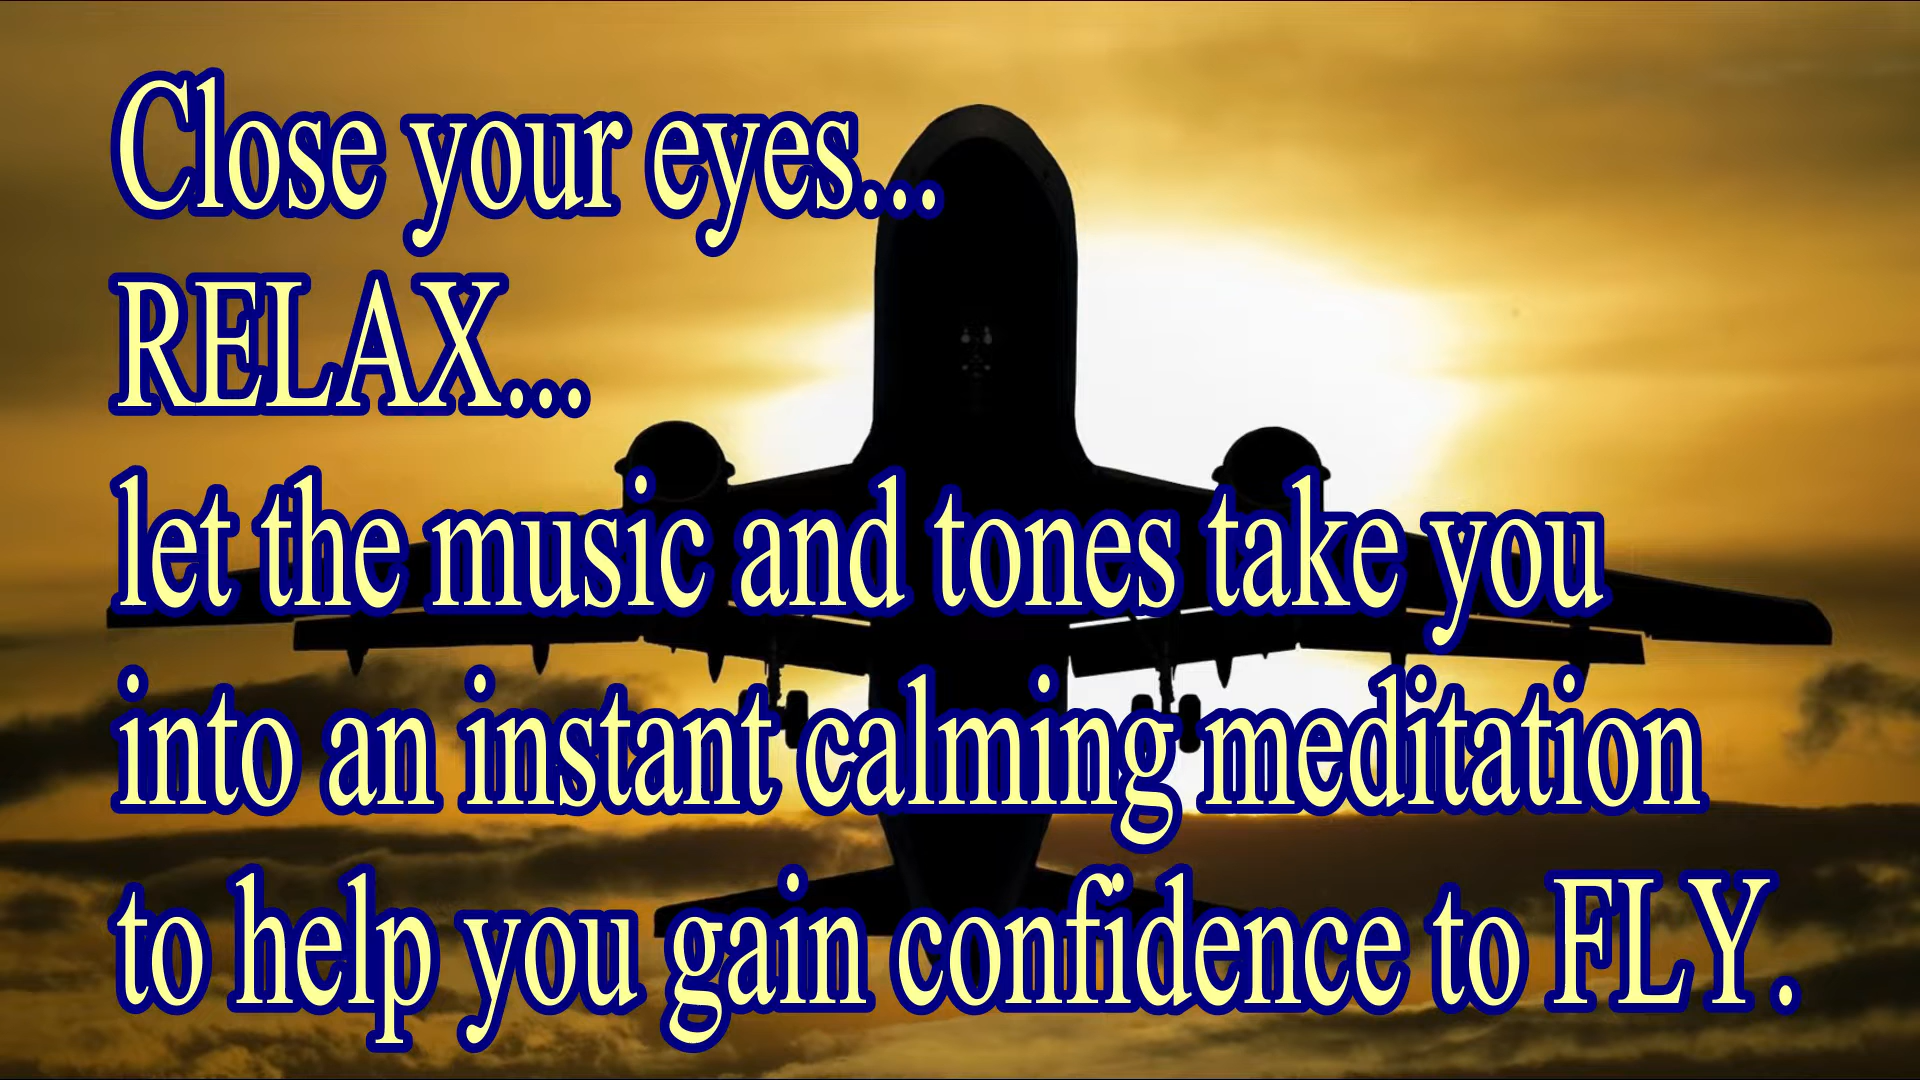 Close your eyes...
RELAX...
let the music and tones take you
into an instant calming meditation
to help you gain confidence to FLY.